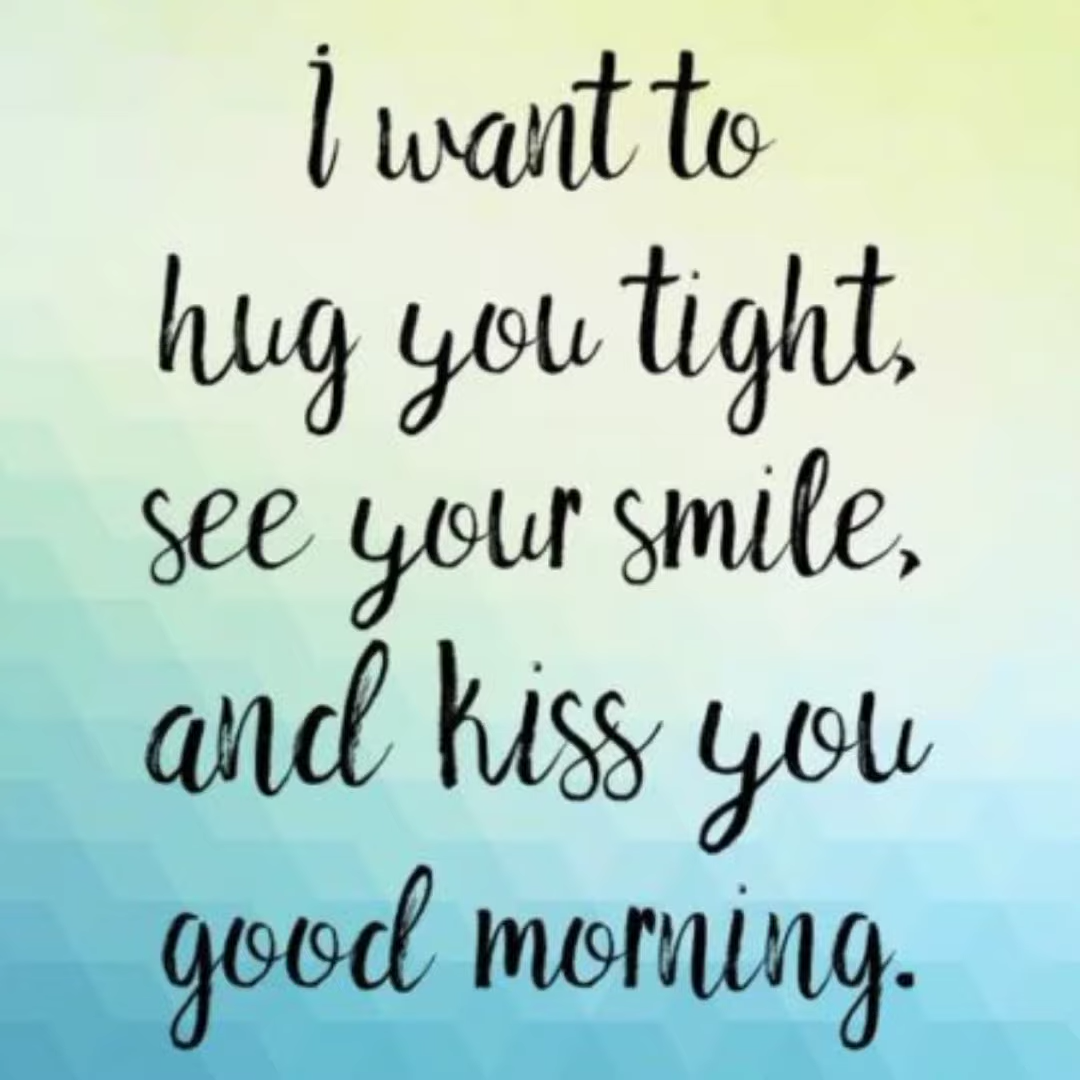 i want to
hug you tight,
see your smile,
and kiss you
good morning.